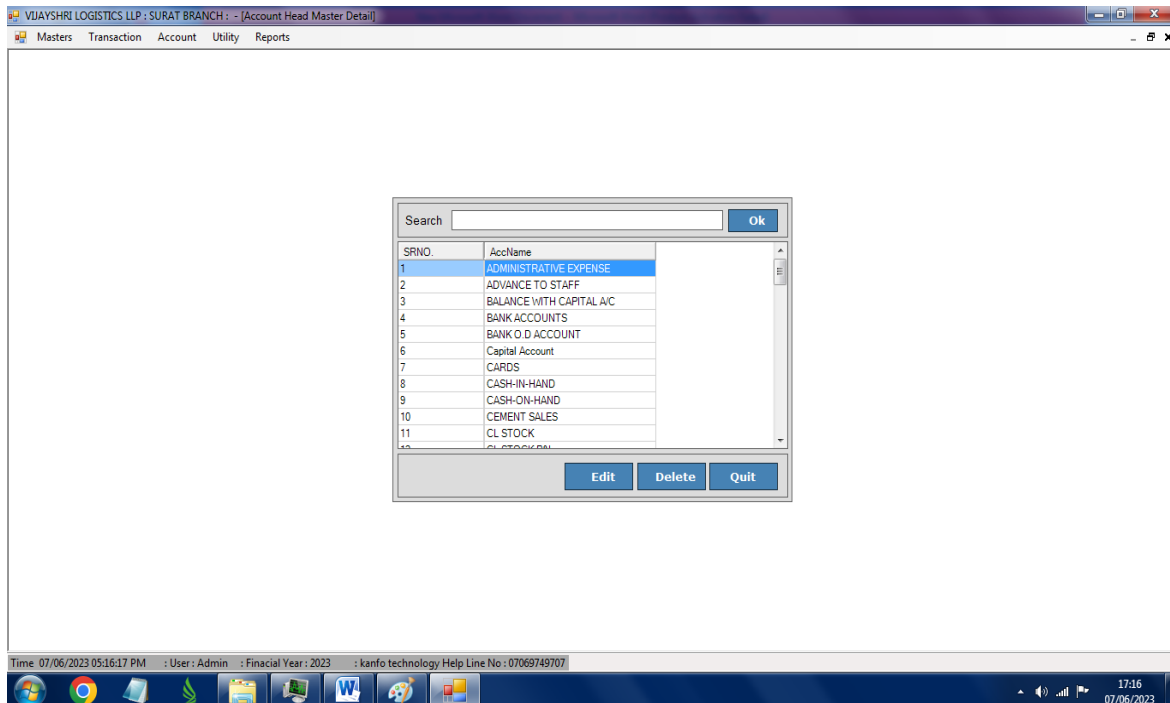 VIJAYSHRI LOGISTICS LLP : SURAT BRANCH : - [Account Head Master Detail]
Masters Transaction Account Utility Reports
Search Ok
SRNO. AccName
1 ADMINISTRATIVE EXPENSE
2 ADVANCE TO STAFF
3 BALANCE WITH CAPITAL A/C
4 BANK ACCOUNTS
5 BANK O.D ACCOUNT
6 Capital Account
7 CARDS
8 CASH-IN-HAND
9 CASH-ON-HAND
10 CEMENT SALES
11 CL STOCK
Edit Delete Quit
Time 07/06/2023 05:16:17 PM : User : Admin : Finacial Year : 2023 : kanfo technology Help Line No : 07069749707
17:16
07/06/2023